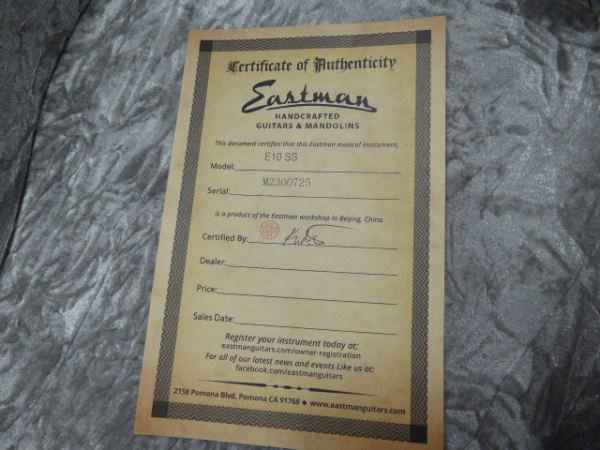 Certificate of Authenticity
Eastman
HANDCRAFTED
GUITARS & MANDOLINS
This document certifies that this Eastman musical instrument,
Model: E10 SS
Serial: M2300725
is a product of the Eastman workshop in Beijing, China.
Certified By:
Dealer:
Price:
Sales Date:
Register your instrument today at:
eastmanguitars.com/owner-registration
For all of our latest news and events Like us at:
facebook.com/eastmanguitars
2158 Pomona Blvd, Pomona CA 91768 ● www.eastmanguitars.com